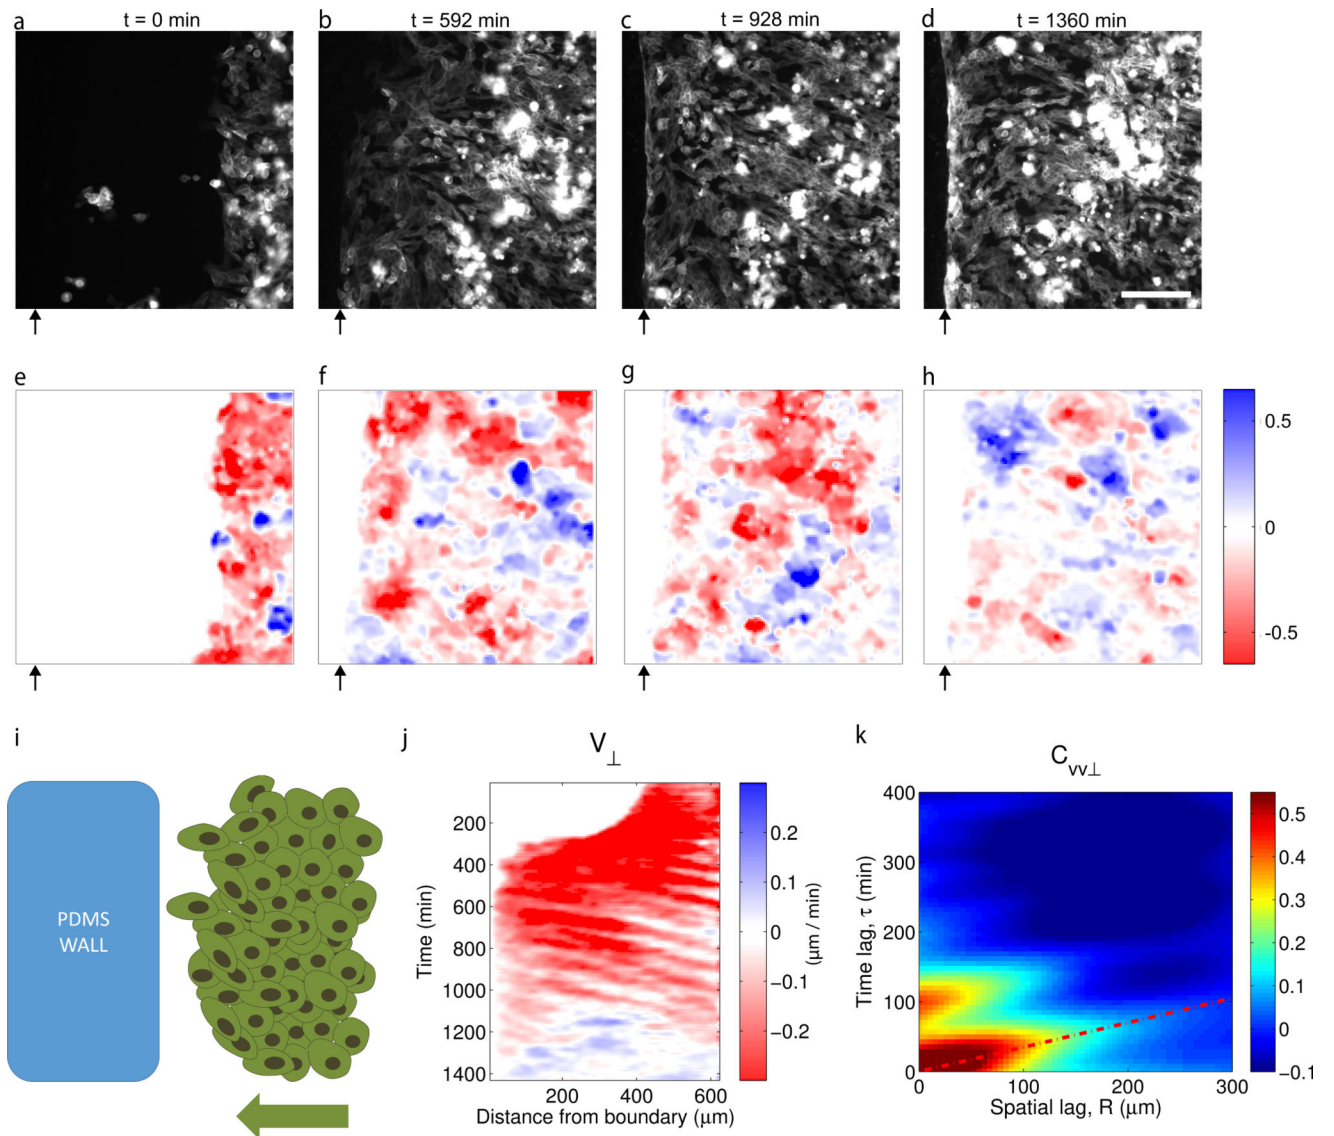 a
t = 0 min
b
t = 592 min
c
t = 928 min
d
t = 1360 min
e
f
g
h
0.5
0
-0.5
i
PDMS
WALL
j
V⊥
200
400
600
800
1000
1200
1400
Time (min)
200 400 600
Distance from boundary (μm)
0.2
0.1
0
−0.1
−0.2
(μm / min)
k
Cvv⊥
400
300
200
100
0
Time lag, τ (min)
0 100 200 300
Spatial lag, R (μm)
0.5
0.4
0.3
0.2
0.1
0
−0.1